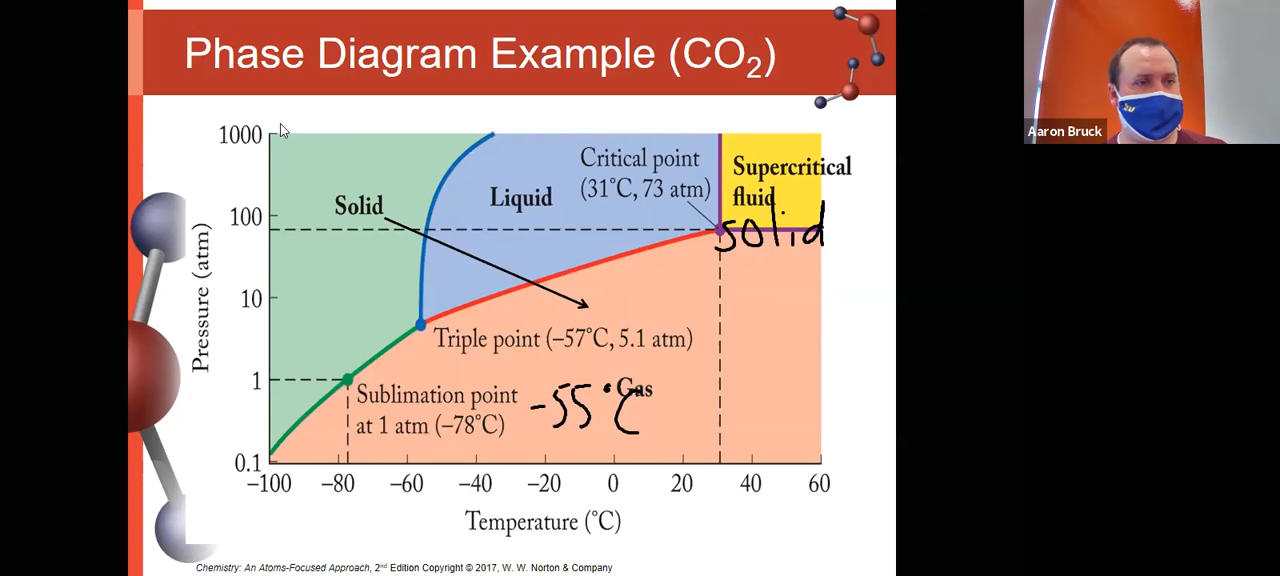 Phase Diagram Example (CO₂)
Aaron Bruck
1000
100
10
1
0.1
Pressure (atm)
Solid
Liquid
Critical point
(31°C, 73 atm)
Supercritical
fluid
solid
Triple point (–57°C, 5.1 atm)
Sublimation point
at 1 atm (–78°C)
-55°C
Gas
–100 –80 –60 –40 –20 0 20 40 60
Temperature (°C)
Chemistry: An Atoms-Focused Approach, 2nd Edition Copyright © 2017, W. W. Norton & Company